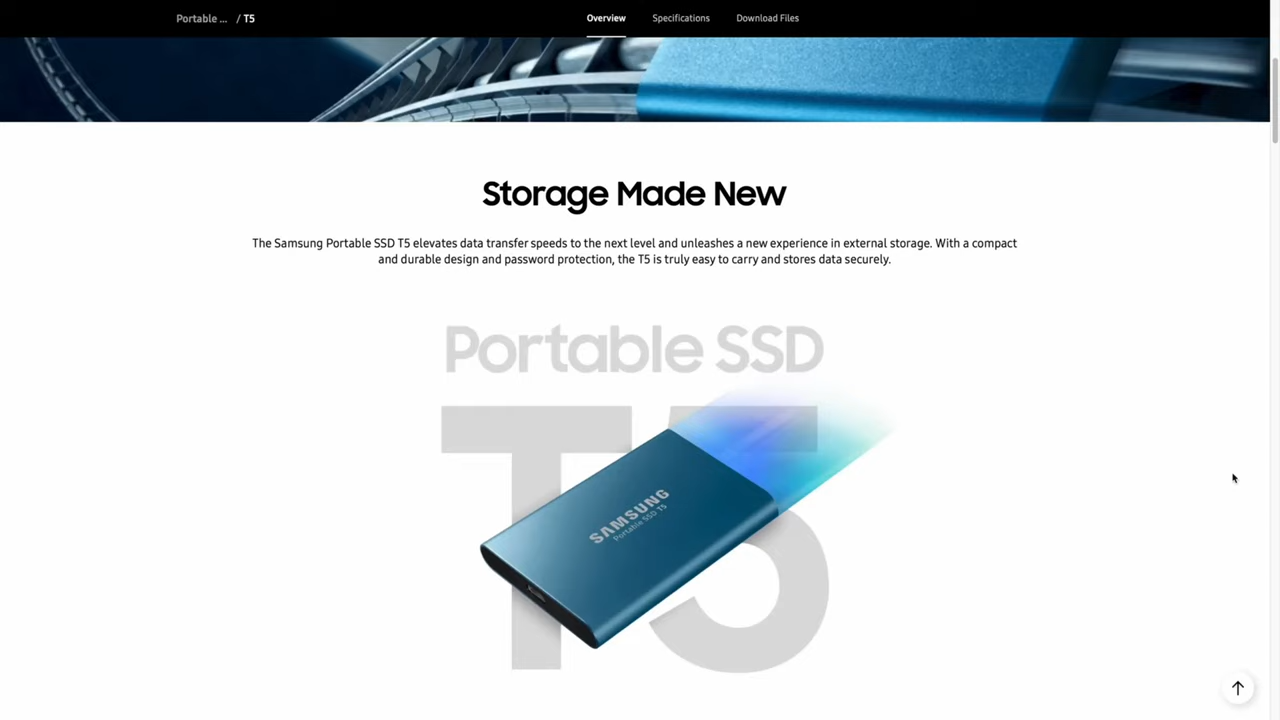 Portable ... / T5
Overview
Specifications
Download Files
Storage Made New
The Samsung Portable SSD T5 elevates data transfer speeds to the next level and unleashes a new experience in external storage. With a compact
and durable design and password protection, the T5 is truly easy to carry and stores data securely.
Portable SSD
T5
SAMSUNG
Portable SSD T5